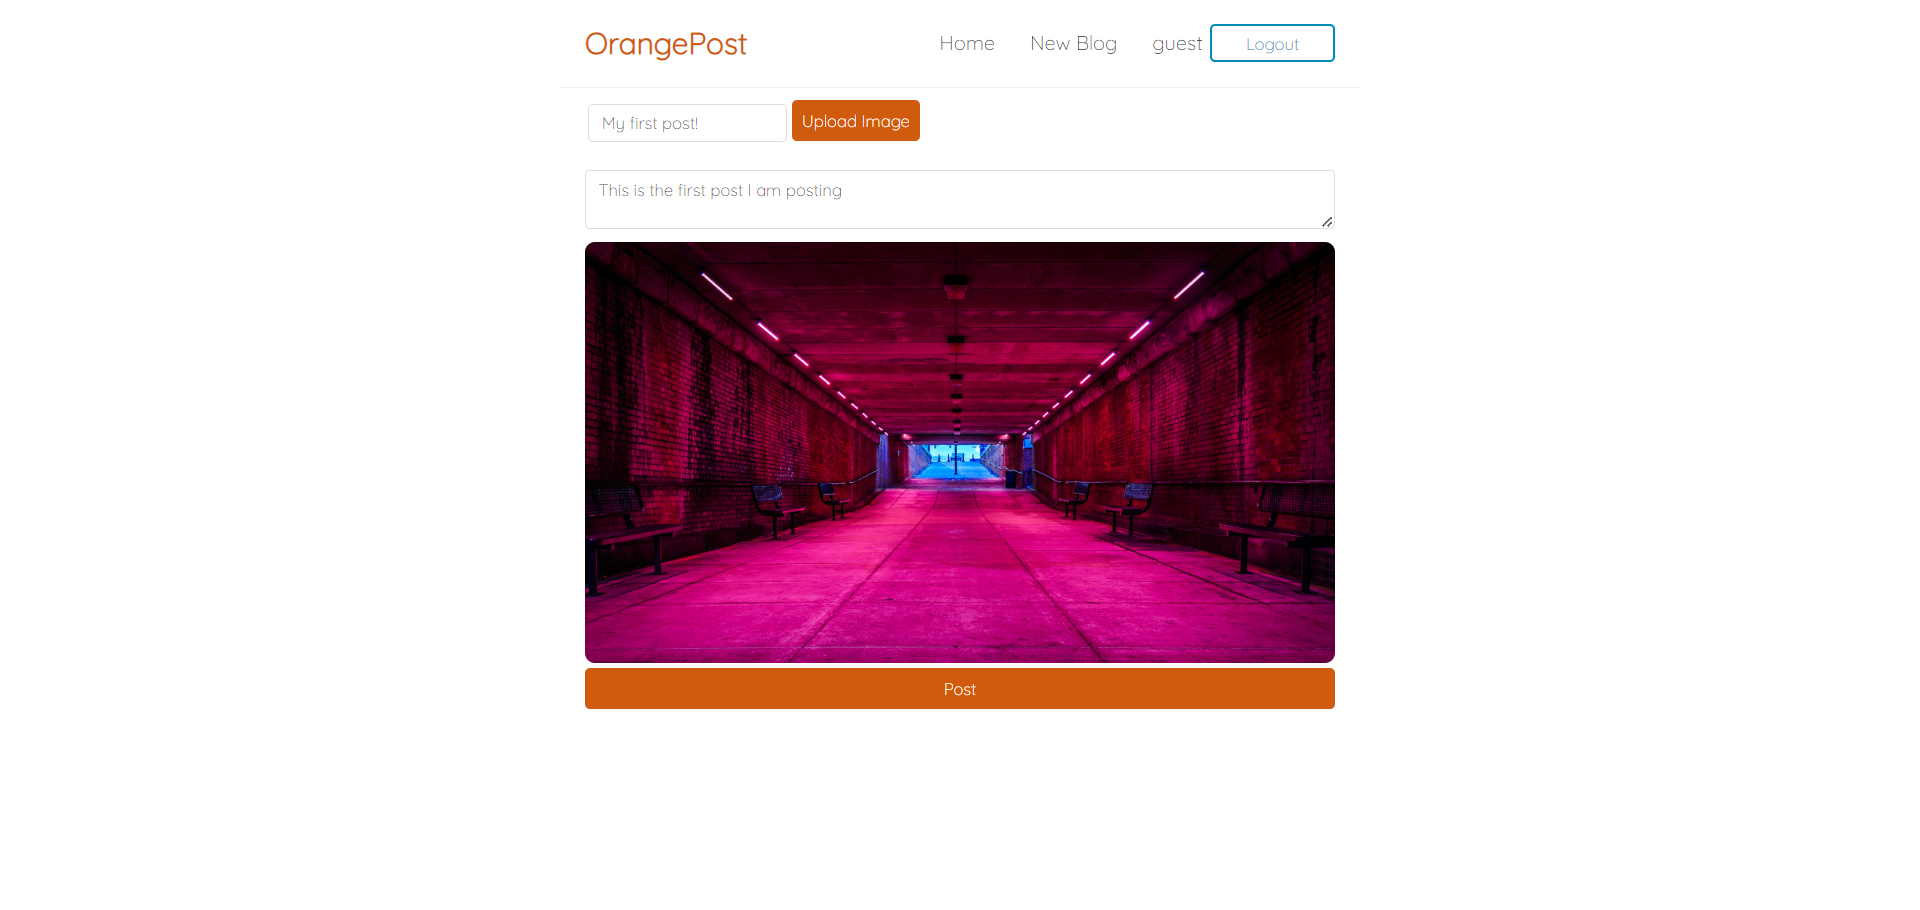 OrangePost
Home New Blog guest Logout
My first post! Upload Image
This is the first post I am posting
Post